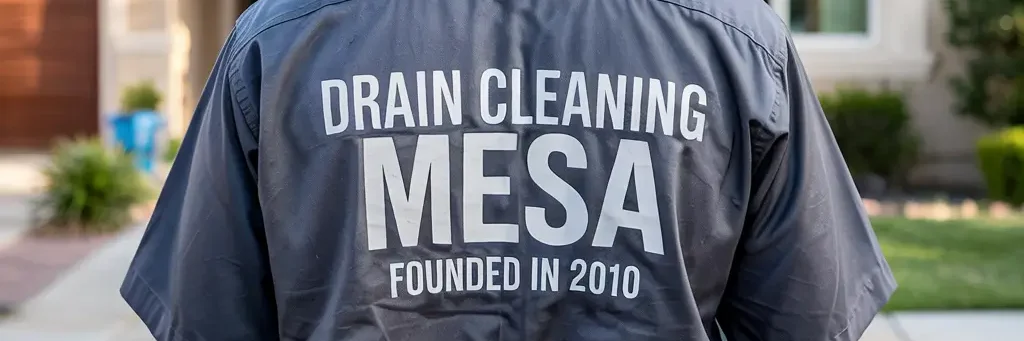 DRAIN CLEANING
MESA
FOUNDED IN 2010